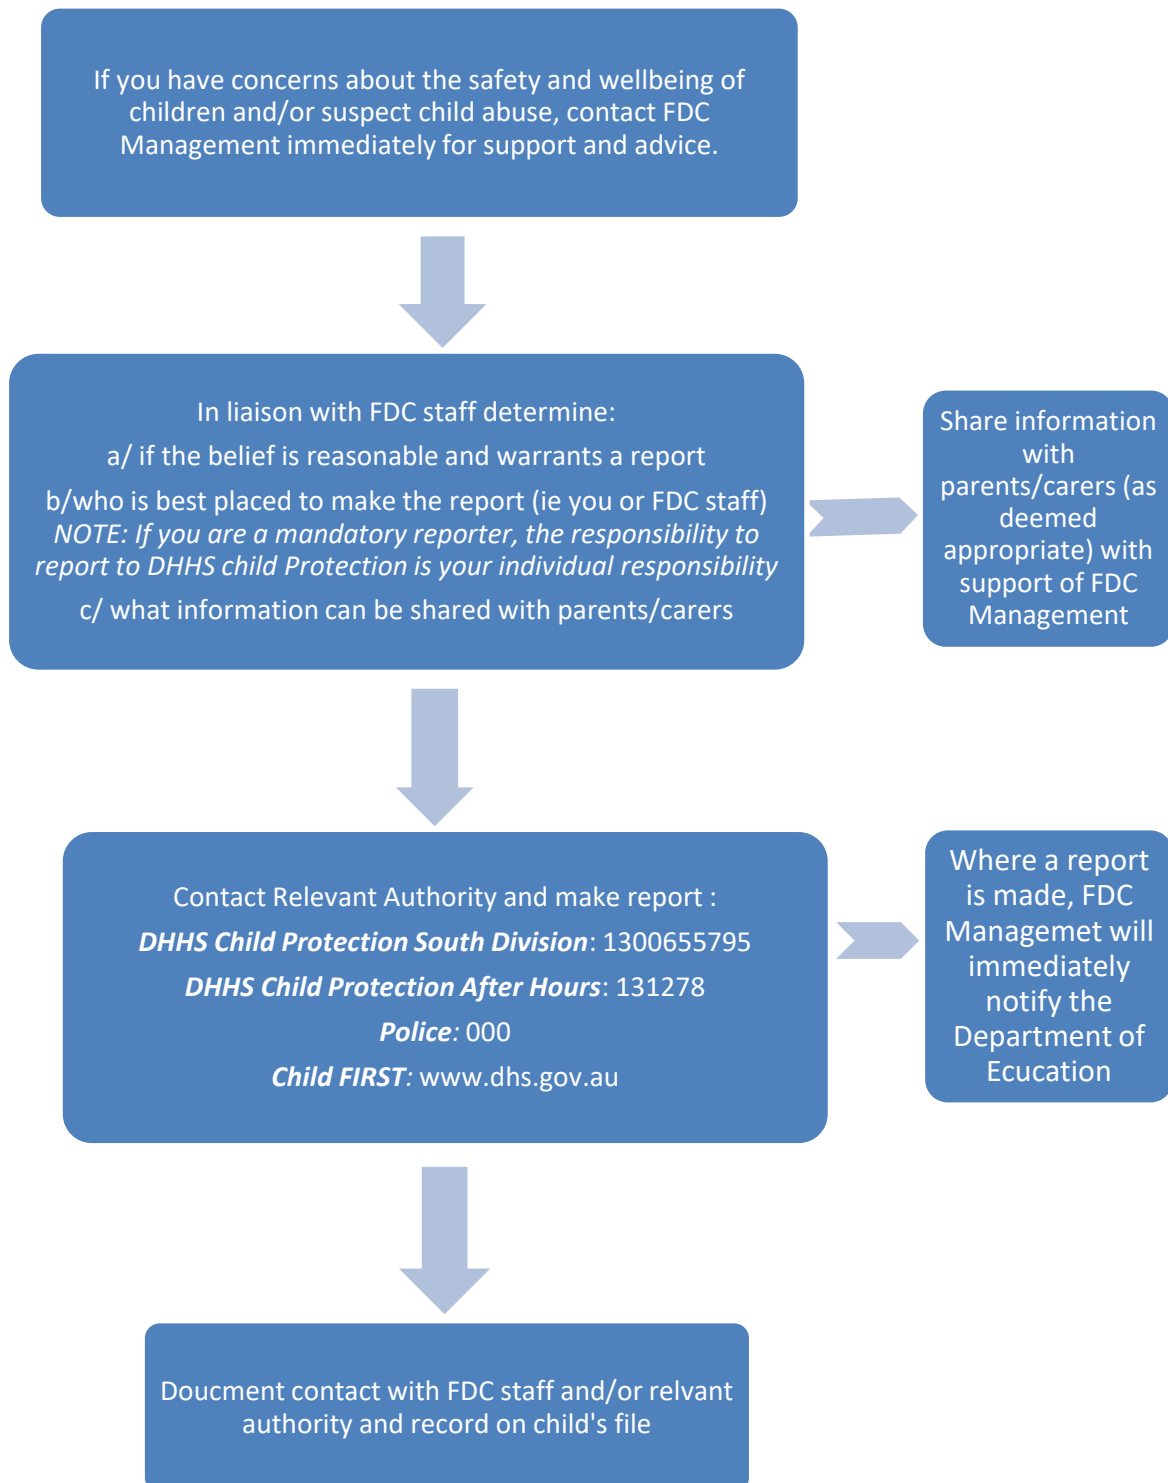 If you have concerns about the safety and wellbeing of
children and/or suspect child abuse, contact FDC
Management immediately for support and advice.
In liaison with FDC staff determine:
a/ if the belief is reasonable and warrants a report
b/who is best placed to make the report (ie you or FDC staff)
NOTE: If you are a mandatory reporter, the responsibility to
report to DHHS child Protection is your individual responsibility
c/ what information can be shared with parents/carers
Share information
with
parents/carers (as
deemed
appropriate) with
support of FDC
Management
Contact Relevant Authority and make report :
DHHS Child Protection South Division: 1300655795
DHHS Child Protection After Hours: 131278
Police: 000
Child FIRST: www.dhs.gov.au
Where a report
is made, FDC
Managemet will
immediately
notify the
Department of
Ecucation
Doucment contact with FDC staff and/or relvant
authority and record on child's file